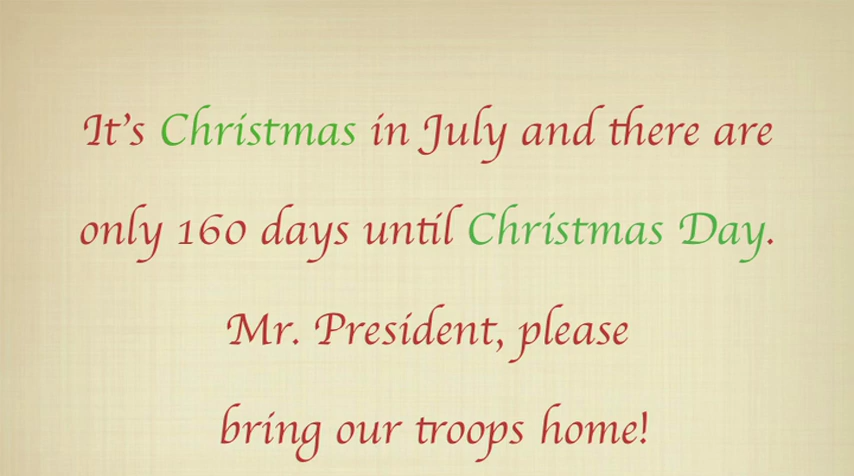 It's Christmas in July and there are
only 160 days until Christmas Day.
Mr. President, please
bring our troops home!